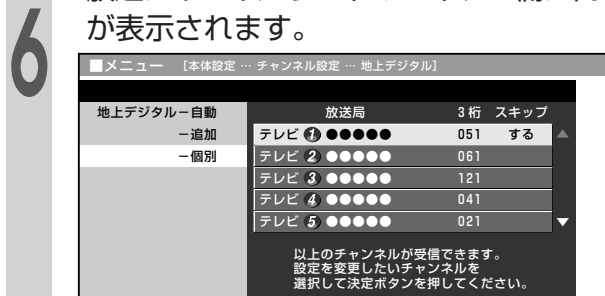 6
が表示されます。
■メニュー [本体設定 … チャンネル設定 … 地上デジタル]
地上デジタル－自動 放送局 3桁 スキップ
－追加 テレビ 1 ●●●●● 051 する ▲
－個別 テレビ 2 ●●●●● 061
テレビ 3 ●●●●● 121
テレビ 4 ●●●●● 041
テレビ 5 ●●●●● 021 ▼
以上のチャンネルが受信できます。
設定を変更したいチャンネルを
選択して決定ボタンを押してください。